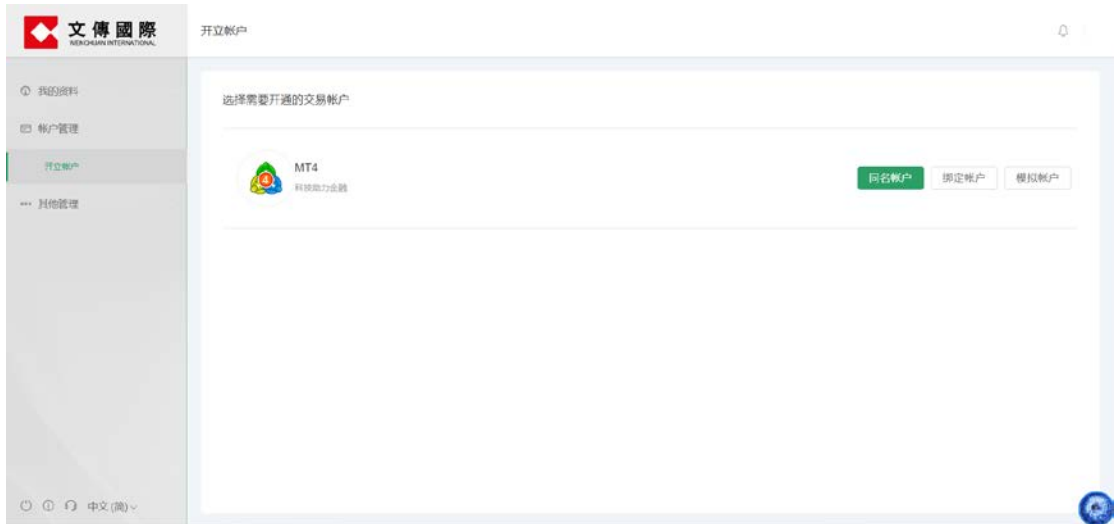 文傳國際
WENCHUAN INTERNATIONAL
开立帐户
我的资料
帐户管理
开立帐户
其他管理
选择需要开通的交易帐户
MT4
科技助力金融
同名帐户
绑定帐户
模拟帐户
中文(简)